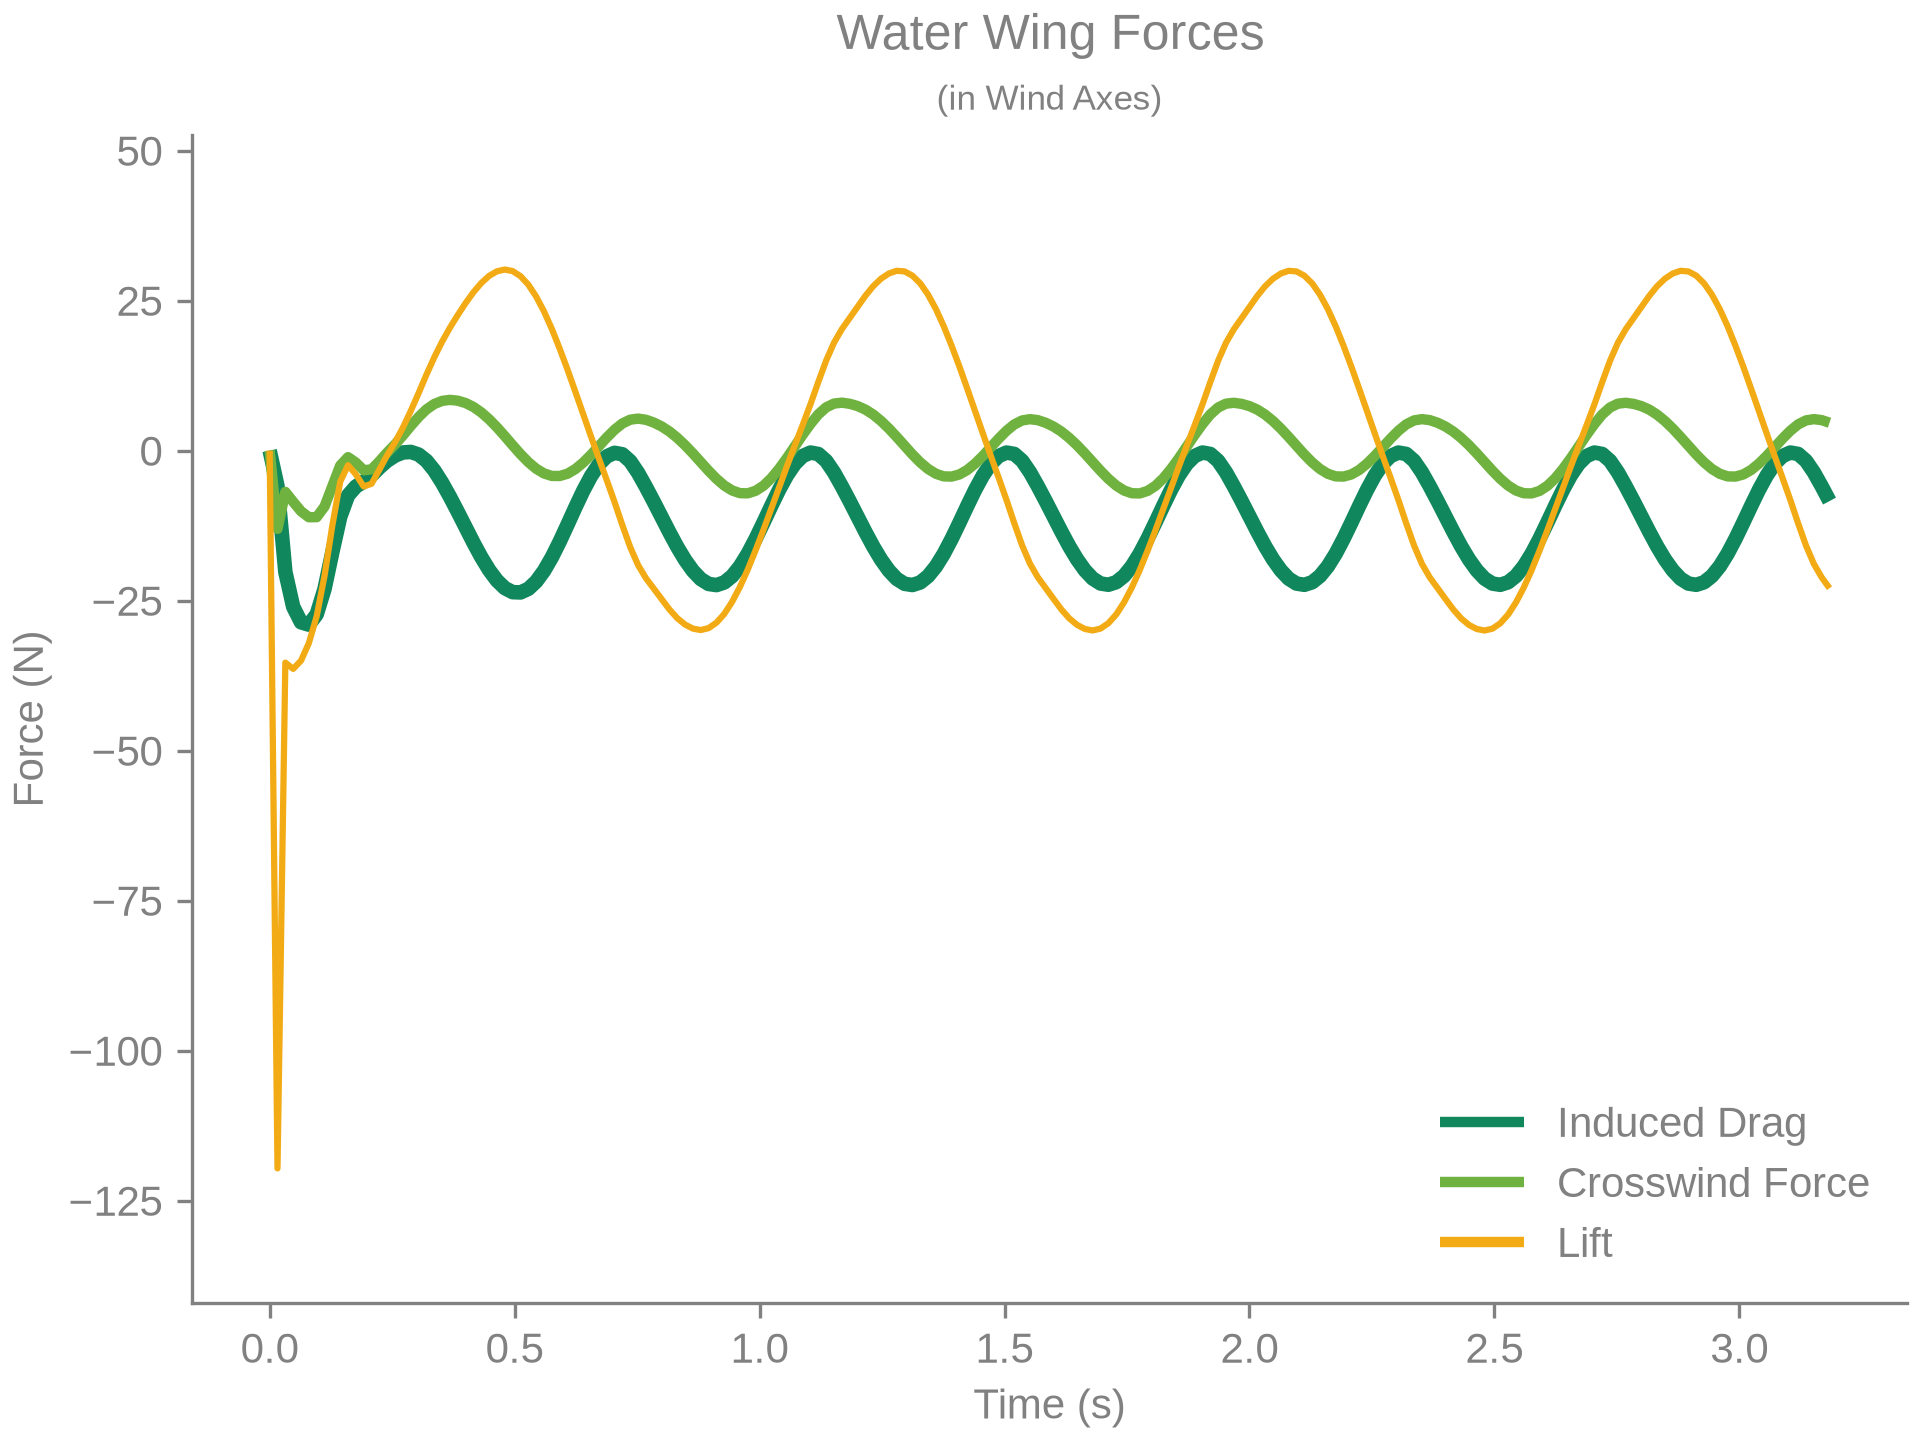 Water Wing Forces
(in Wind Axes)
50
25
0
−25
−50
−75
−100
−125
Force (N)
0.0 0.5 1.0 1.5 2.0 2.5 3.0
Time (s)
Induced Drag
Crosswind Force
Lift